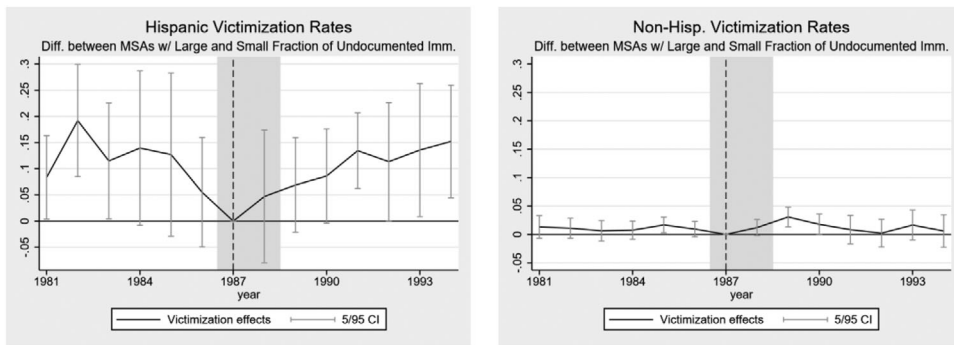 Hispanic Victimization Rates
Diff. between MSAs w/ Large and Small Fraction of Undocumented Imm.
.3
.25
.2
.15
.1
.05
0
-.05
1981 1984 1987 1990 1993
year
Victimization effects 5/95 CI
Non-Hisp. Victimization Rates
Diff. between MSAs w/ Large and Small Fraction of Undocumented Imm.
.3
.25
.2
.15
.1
.05
0
-.05
1981 1984 1987 1990 1993
year
Victimization effects 5/95 CI